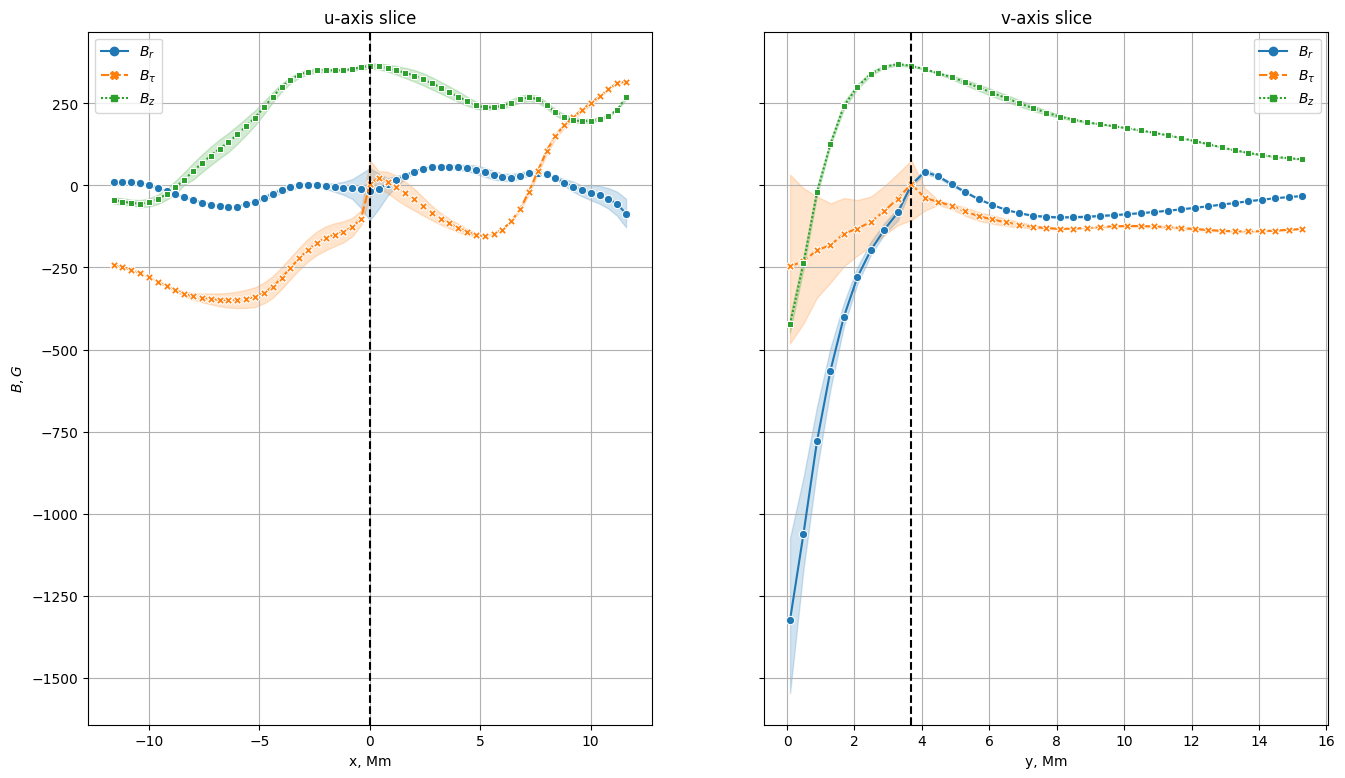 u-axis slice
B_r
B_τ
B_z
250
0
−250
−500
−750
−1000
−1250
−1500
B, G
−10
−5
0
5
10
x, Mm
v-axis slice
B_r
B_τ
B_z
0
2
4
6
8
10
12
14
16
y, Mm